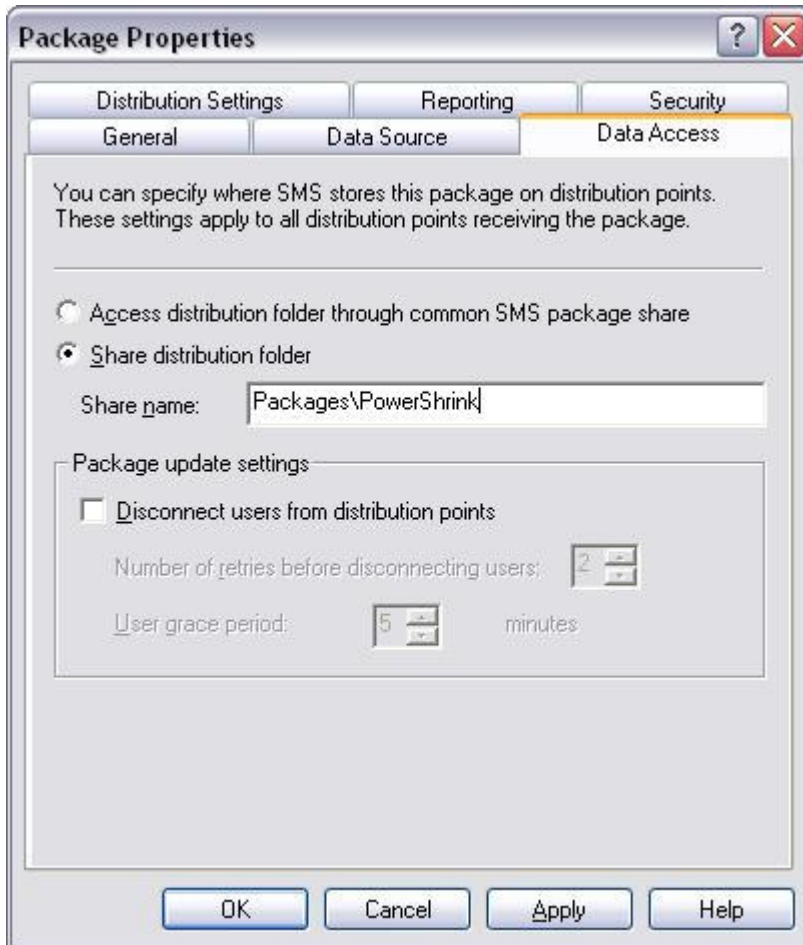 Package Properties
?
Distribution Settings Reporting Security
General Data Source Data Access
You can specify where SMS stores this package on distribution points.
These settings apply to all distribution points receiving the package.
Access distribution folder through common SMS package share
Share distribution folder
Share name: Packages\PowerShrink
Package update settings
Disconnect users from distribution points
Number of retries before disconnecting users: 2
User grace period: 5 minutes
OK Cancel Apply Help